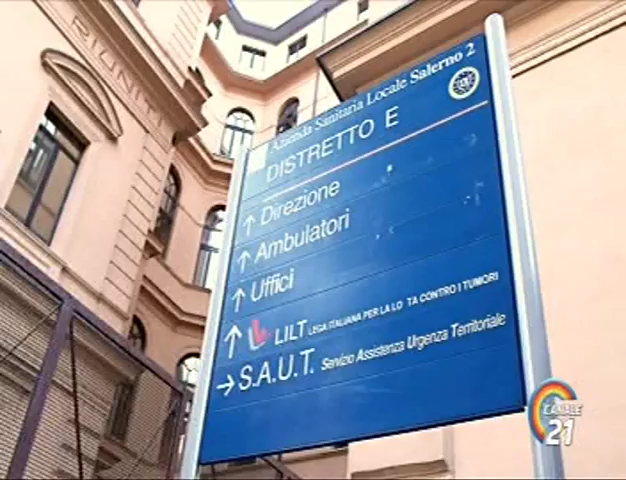 RIUNITI
Azienda Sanitaria Locale Salerno 2
DISTRETTO E
↑ Direzione
↑ Ambulatori
↑ Uffici
↑ LILT LEGA ITALIANA PER LA LO TA CONTRO I TUMORI
→ S.A.U.T. Servizio Assistenza Urgenza Territoriale
CANALE
21